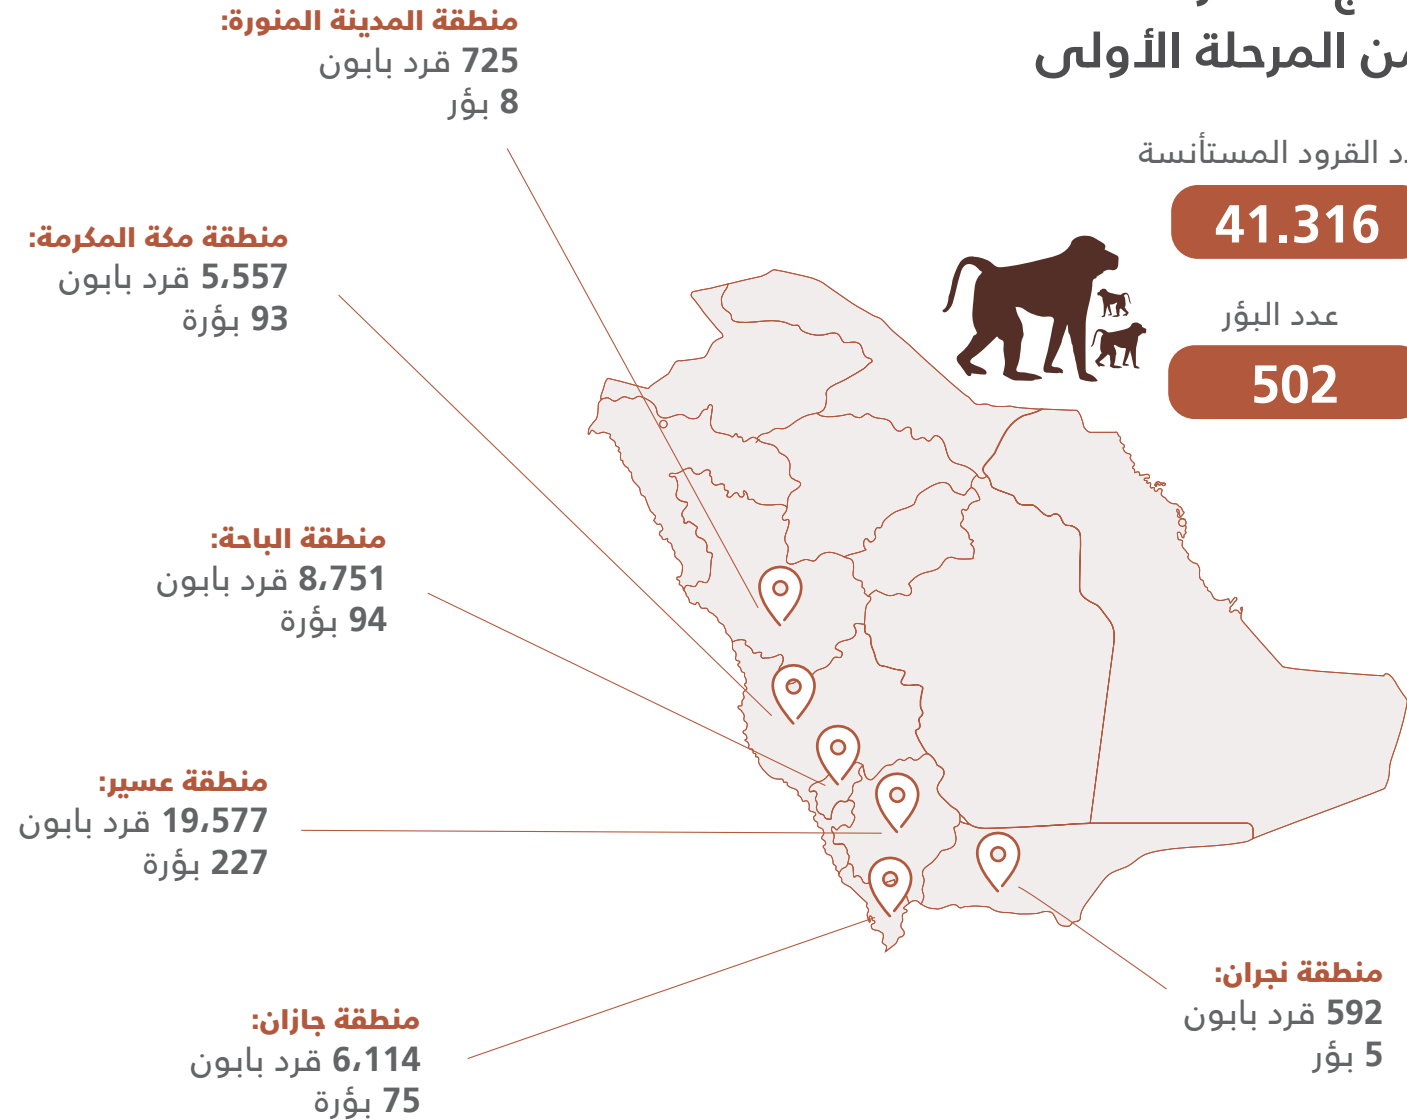 المرحلة الأولى
القرود المستأنسة
41.316
عدد البؤر
502
منطقة المدينة المنورة:
725 قرد بابون
8 بؤر
منطقة مكة المكرمة:
5،557 قرد بابون
93 بؤرة
منطقة الباحة:
8،751 قرد بابون
94 بؤرة
منطقة عسير:
19،577 قرد بابون
227 بؤرة
منطقة جازان:
6،114 قرد بابون
75 بؤرة
منطقة نجران:
592 قرد بابون
5 بؤر